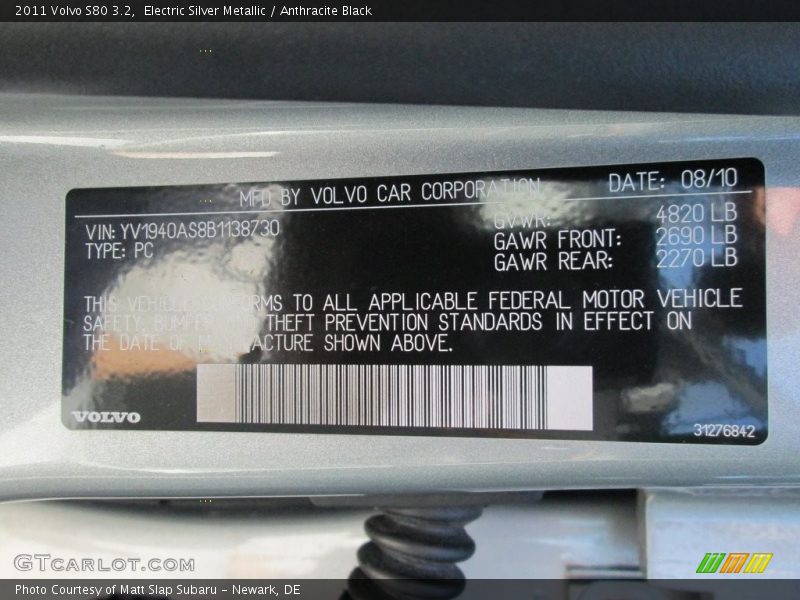 2011 Volvo S80 3.2, Electric Silver Metallic / Anthracite Black
MFD BY VOLVO CAR CORPORATION DATE: 08/10
VIN: YV1940AS8B1138730
TYPE: PC
GVWR: 4820 LB
GAWR FRONT: 2690 LB
GAWR REAR: 2270 LB
THIS VEHICLE CONFORMS TO ALL APPLICABLE FEDERAL MOTOR VEHICLE
SAFETY, BUMPER AND THEFT PREVENTION STANDARDS IN EFFECT ON
THE DATE OF MANUFACTURE SHOWN ABOVE.
VOLVO
31276842
GTcarlot.com
Photo Courtesy of Matt Slap Subaru - Newark, DE